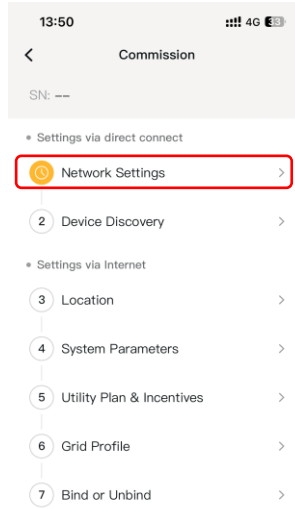 13:50 4G 33
Commission
SN: --
Settings via direct connect
Network Settings
2 Device Discovery
Settings via Internet
3 Location
4 System Parameters
5 Utility Plan & Incentives
6 Grid Profile
7 Bind or Unbind